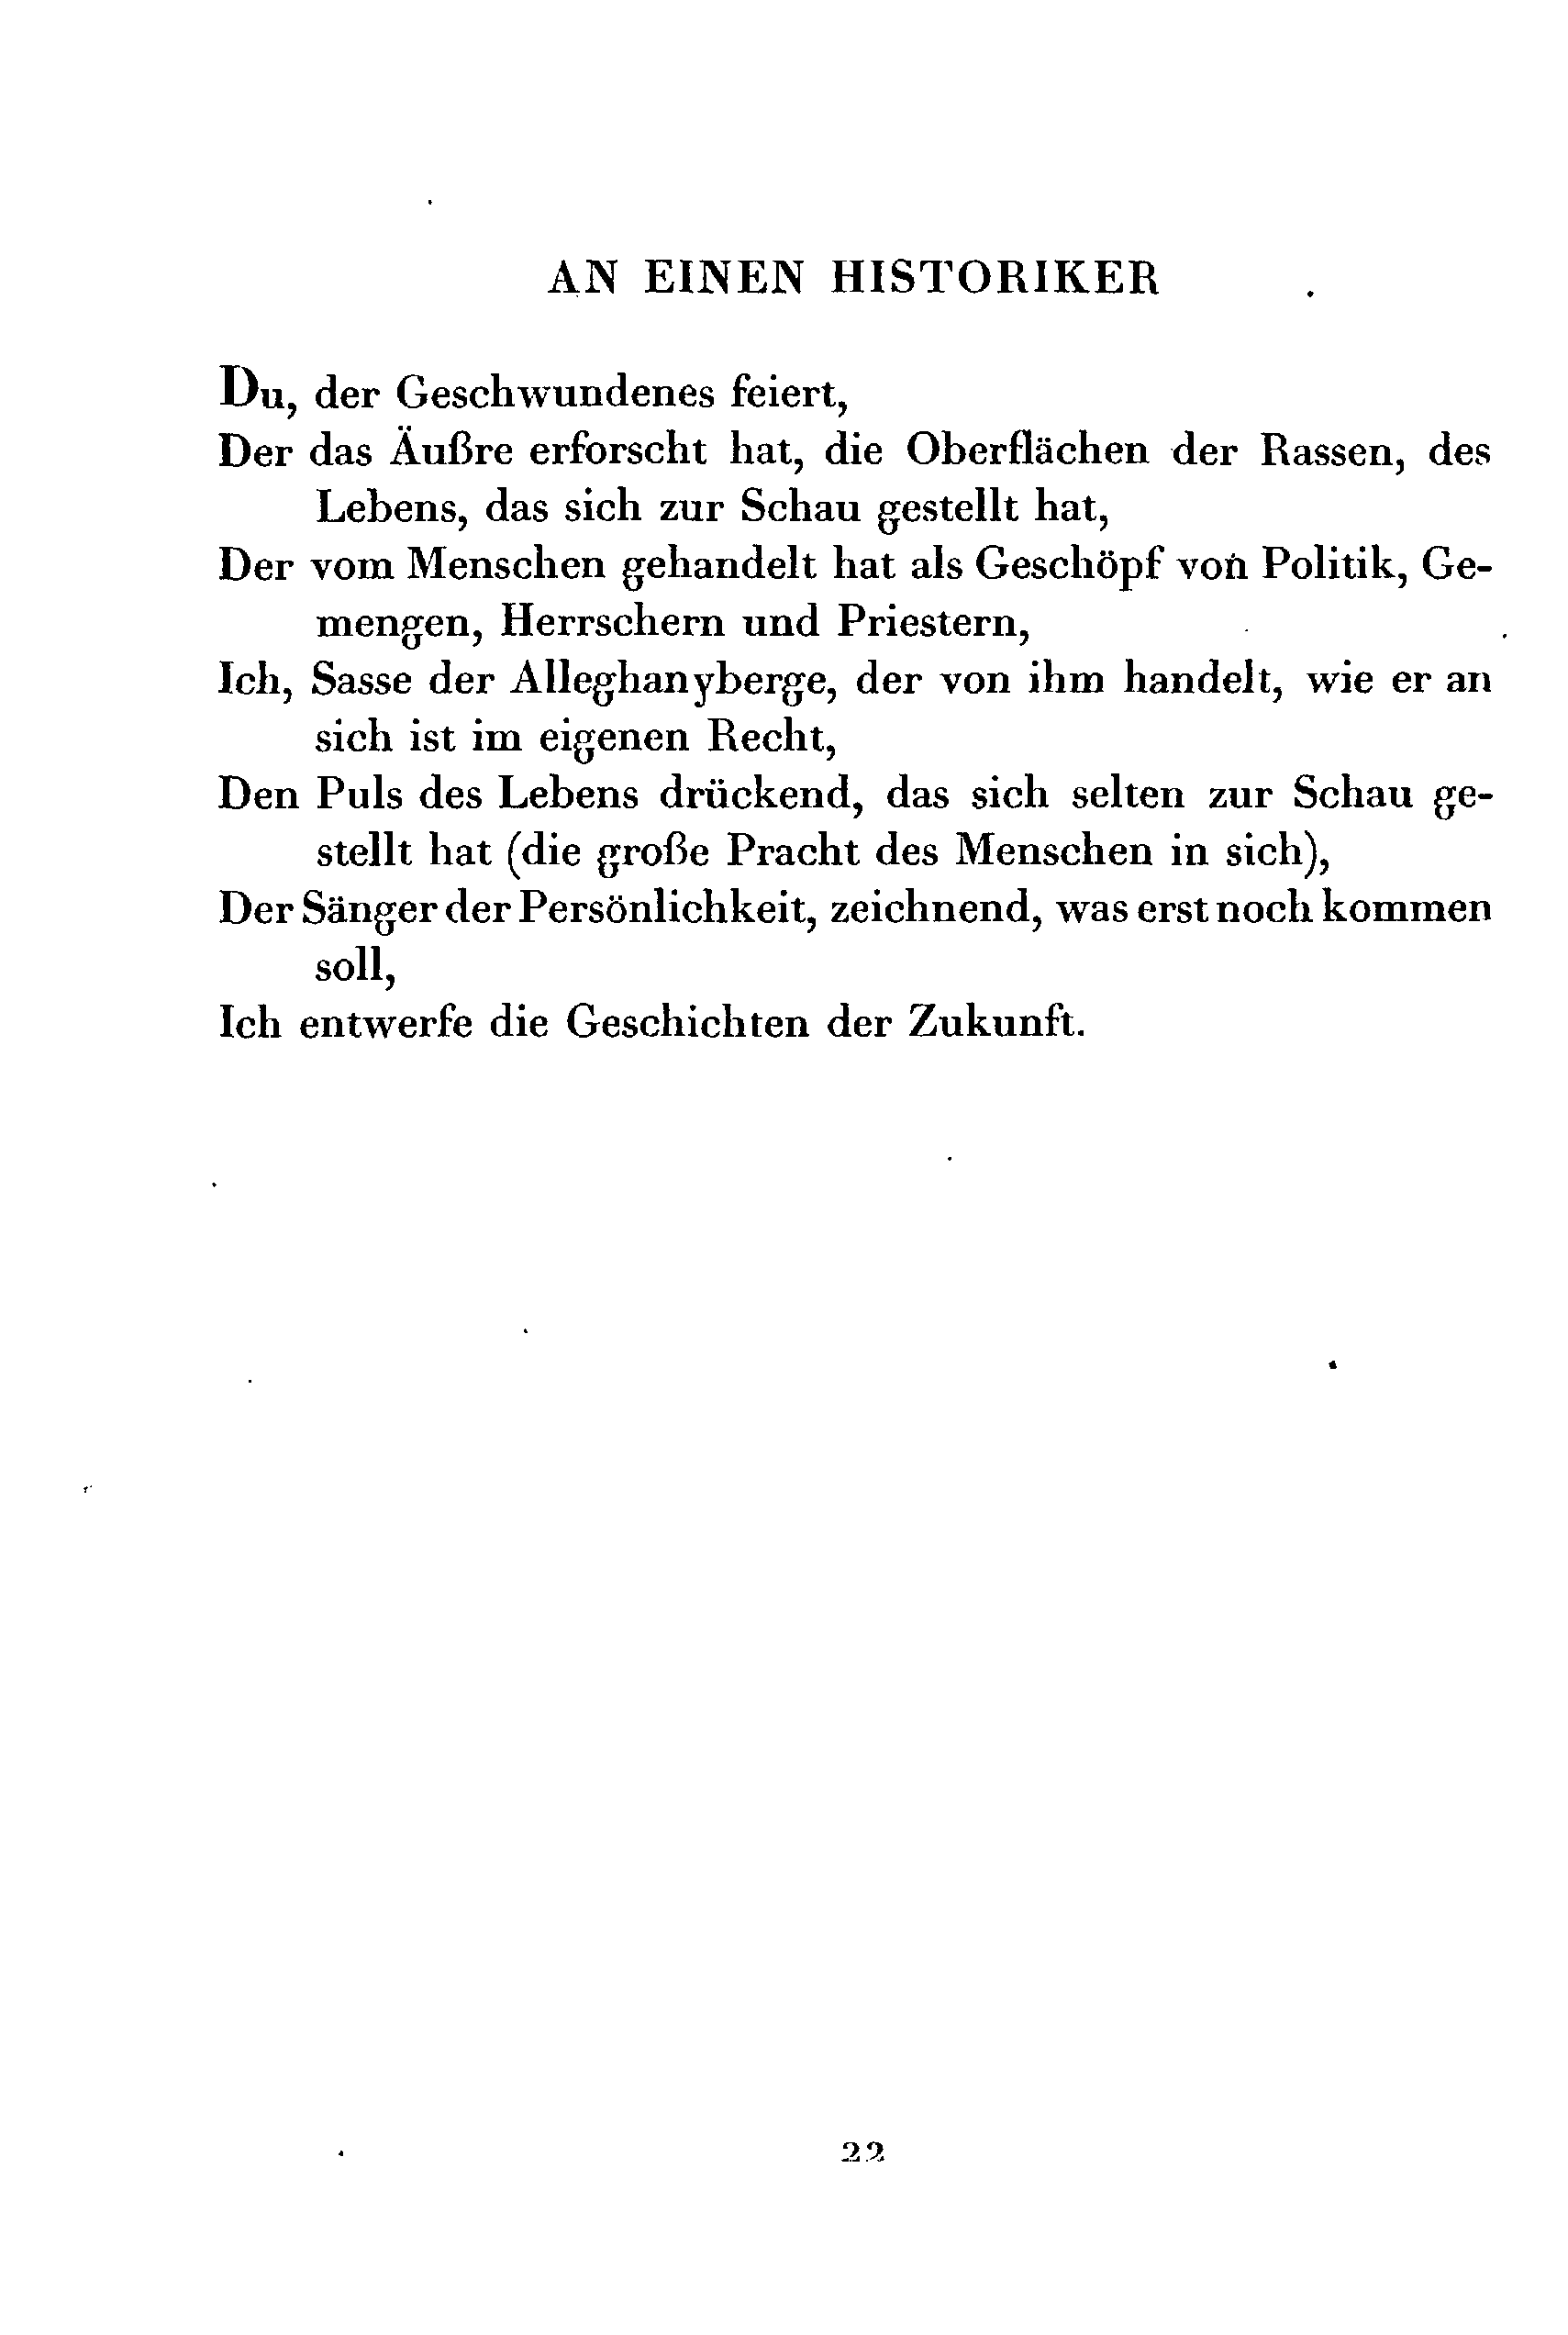 AN EINEN HISTORIKER
Du, der Geschwundenes feiert,
Der das Äußre erforscht hat, die Oberflächen der Rassen, des
Lebens, das sich zur Schau gestellt hat,
Der vom Menschen gehandelt hat als Geschöpf von Politik, Ge-
mengen, Herrschern und Priestern,
Ich, Sasse der Alleghanyberge, der von ihm handelt, wie er an
sich ist im eigenen Recht,
Den Puls des Lebens drückend, das sich selten zur Schau ge-
stellt hat (die große Pracht des Menschen in sich),
Der Sänger der Persönlichkeit, zeichnend, was erst noch kommen
soll,
Ich entwerfe die Geschichten der Zukunft.
22